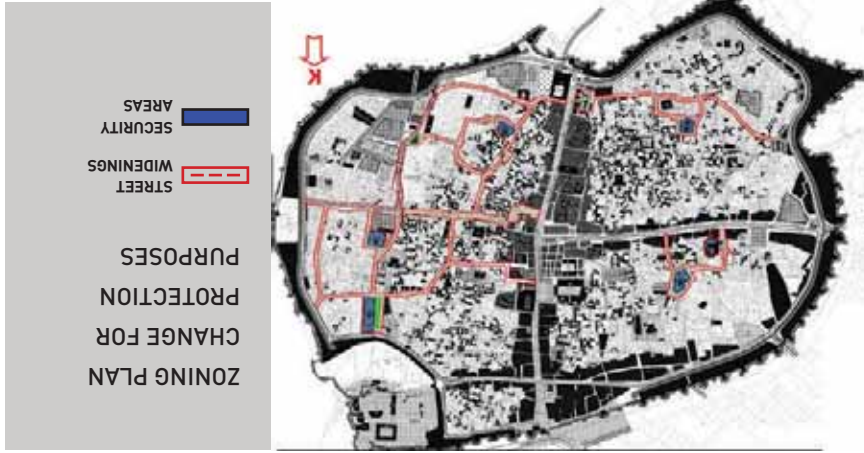 ZONING PLAN
CHANGE FOR
PROTECTION
PURPOSES
STREET
WIDENINGS
SECURITY
AREAS
K